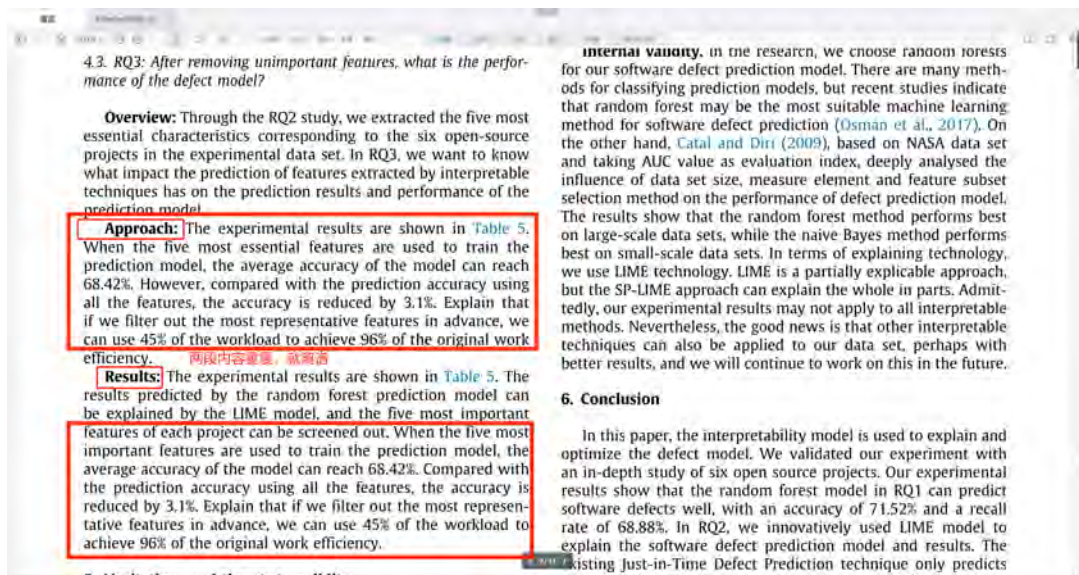 4.3. RQ3: After removing unimportant features, what is the perfor-
mance of the defect model?
Overview: Through the RQ2 study, we extracted the five most
essential characteristics corresponding to the six open-source
projects in the experimental data set. In RQ3, we want to know
what impact the prediction of features extracted by interpretable
techniques has on the prediction results and performance of the
prediction model.
Approach: The experimental results are shown in Table 5.
When the five most essential features are used to train the
prediction model, the average accuracy of the model can reach
68.42%. However, compared with the prediction accuracy using
all the features, the accuracy is reduced by 3.1%. Explain that
if we filter out the most representative features in advance, we
can use 45% of the workload to achieve 96% of the original work
efficiency.
两段内容重复，就离谱
Results: The experimental results are shown in Table 5. The
results predicted by the random forest prediction model can
be explained by the LIME model, and the five most important
features of each project can be screened out. When the five most
important features are used to train the prediction model, the
average accuracy of the model can reach 68.42%. Compared with
the prediction accuracy using all the features, the accuracy is
reduced by 3.1%. Explain that if we filter out the most represen-
tative features in advance, we can use 45% of the workload to
achieve 96% of the original work efficiency.
Internal validity. In the research, we choose random forests
for our software defect prediction model. There are many meth-
ods for classifying prediction models, but recent studies indicate
that random forest may be the most suitable machine learning
method for software defect prediction (Osman et al., 2017). On
the other hand, Catal and Diri (2009), based on NASA data set
and taking AUC value as evaluation index, deeply analysed the
influence of data set size, measure element and feature subset
selection method on the performance of defect prediction model.
The results show that the random forest method performs best
on large-scale data sets, while the naive Bayes method performs
best on small-scale data sets. In terms of explaining technology,
we use LIME technology. LIME is a partially explicable approach,
but the SP-LIME approach can explain the whole in parts. Admit-
tedly, our experimental results may not apply to all interpretable
methods. Nevertheless, the good news is that other interpretable
techniques can also be applied to our data set, perhaps with
better results, and we will continue to work on this in the future.
6. Conclusion
In this paper, the interpretability model is used to explain and
optimize the defect model. We validated our experiment with
an in-depth study of six open source projects. Our experimental
results show that the random forest model in RQ1 can predict
software defects well, with an accuracy of 71.52% and a recall
rate of 68.88%. In RQ2, we innovatively used LIME model to
explain the software defect prediction model and results. The
existing Just-in-Time Defect Prediction technique only predicts